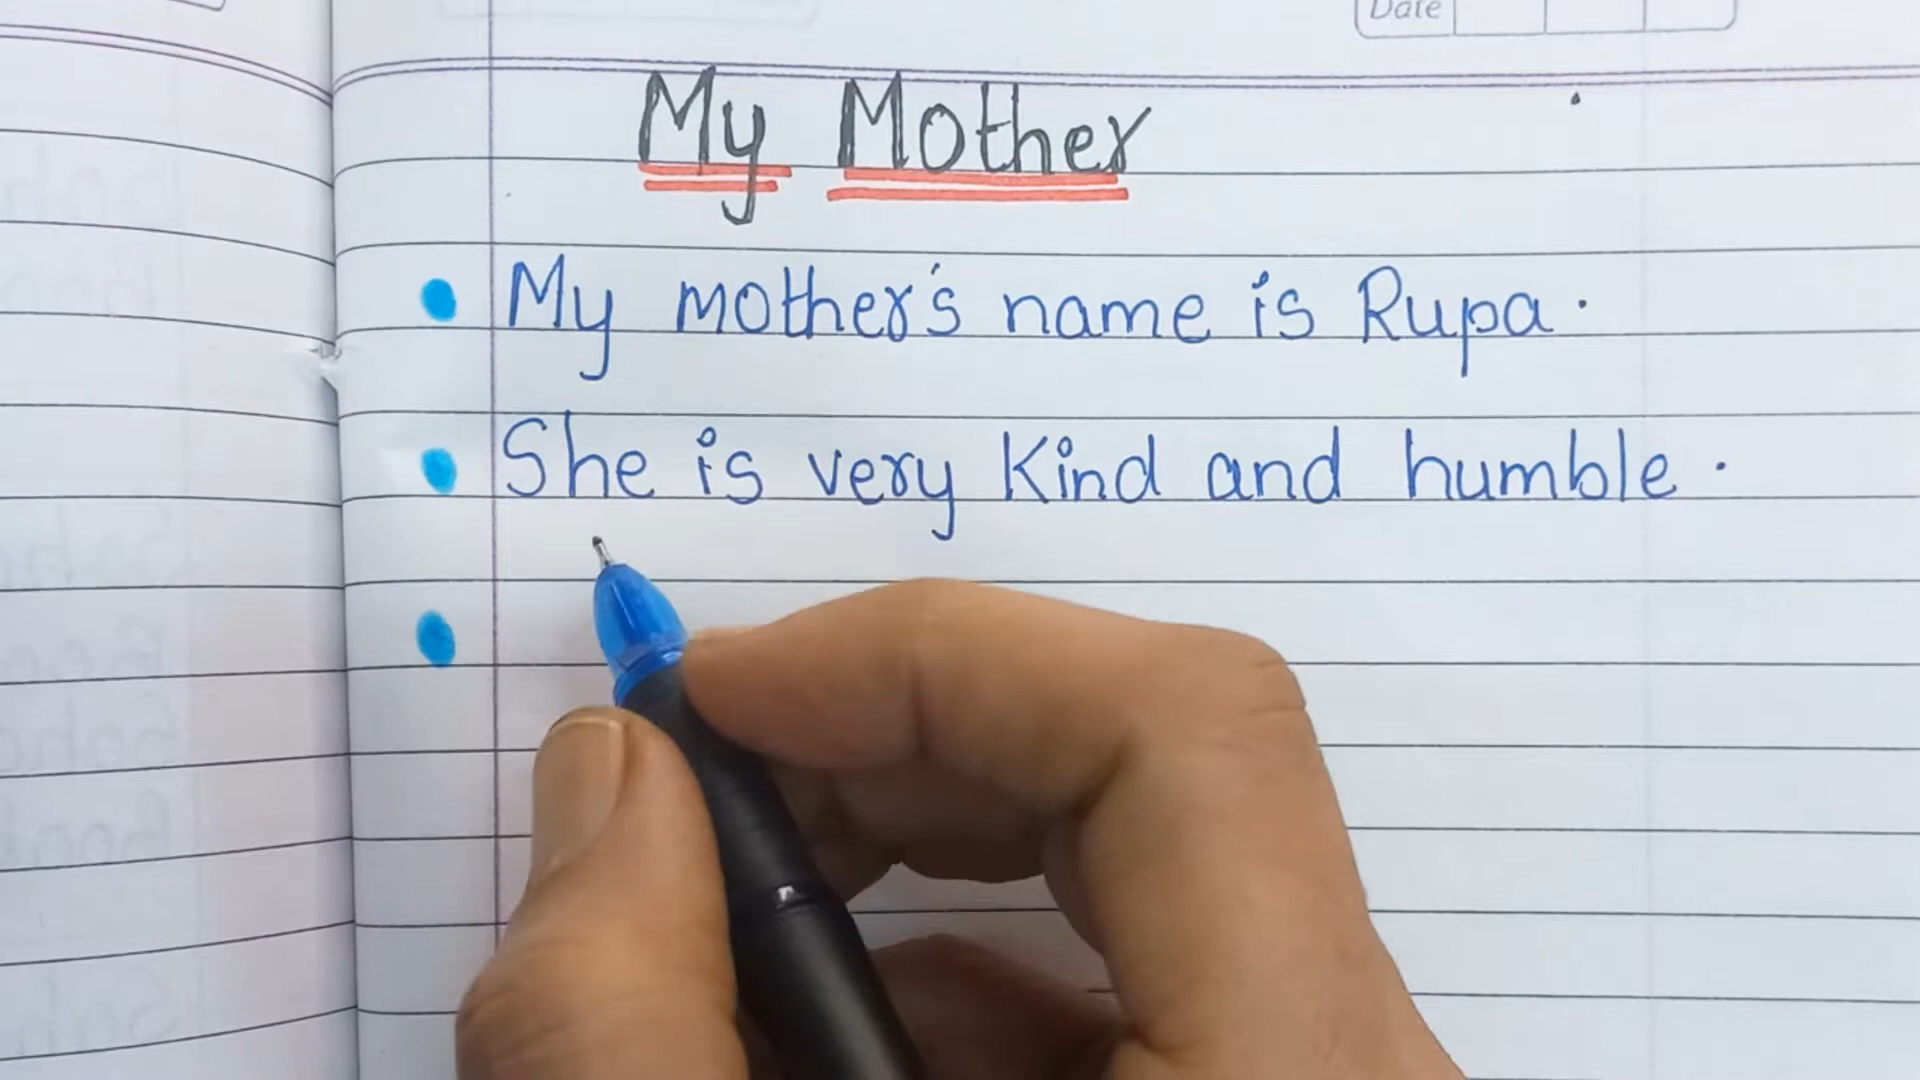 Date
My Mother
My mother's name is Rupa.
She is very Kind and humble.